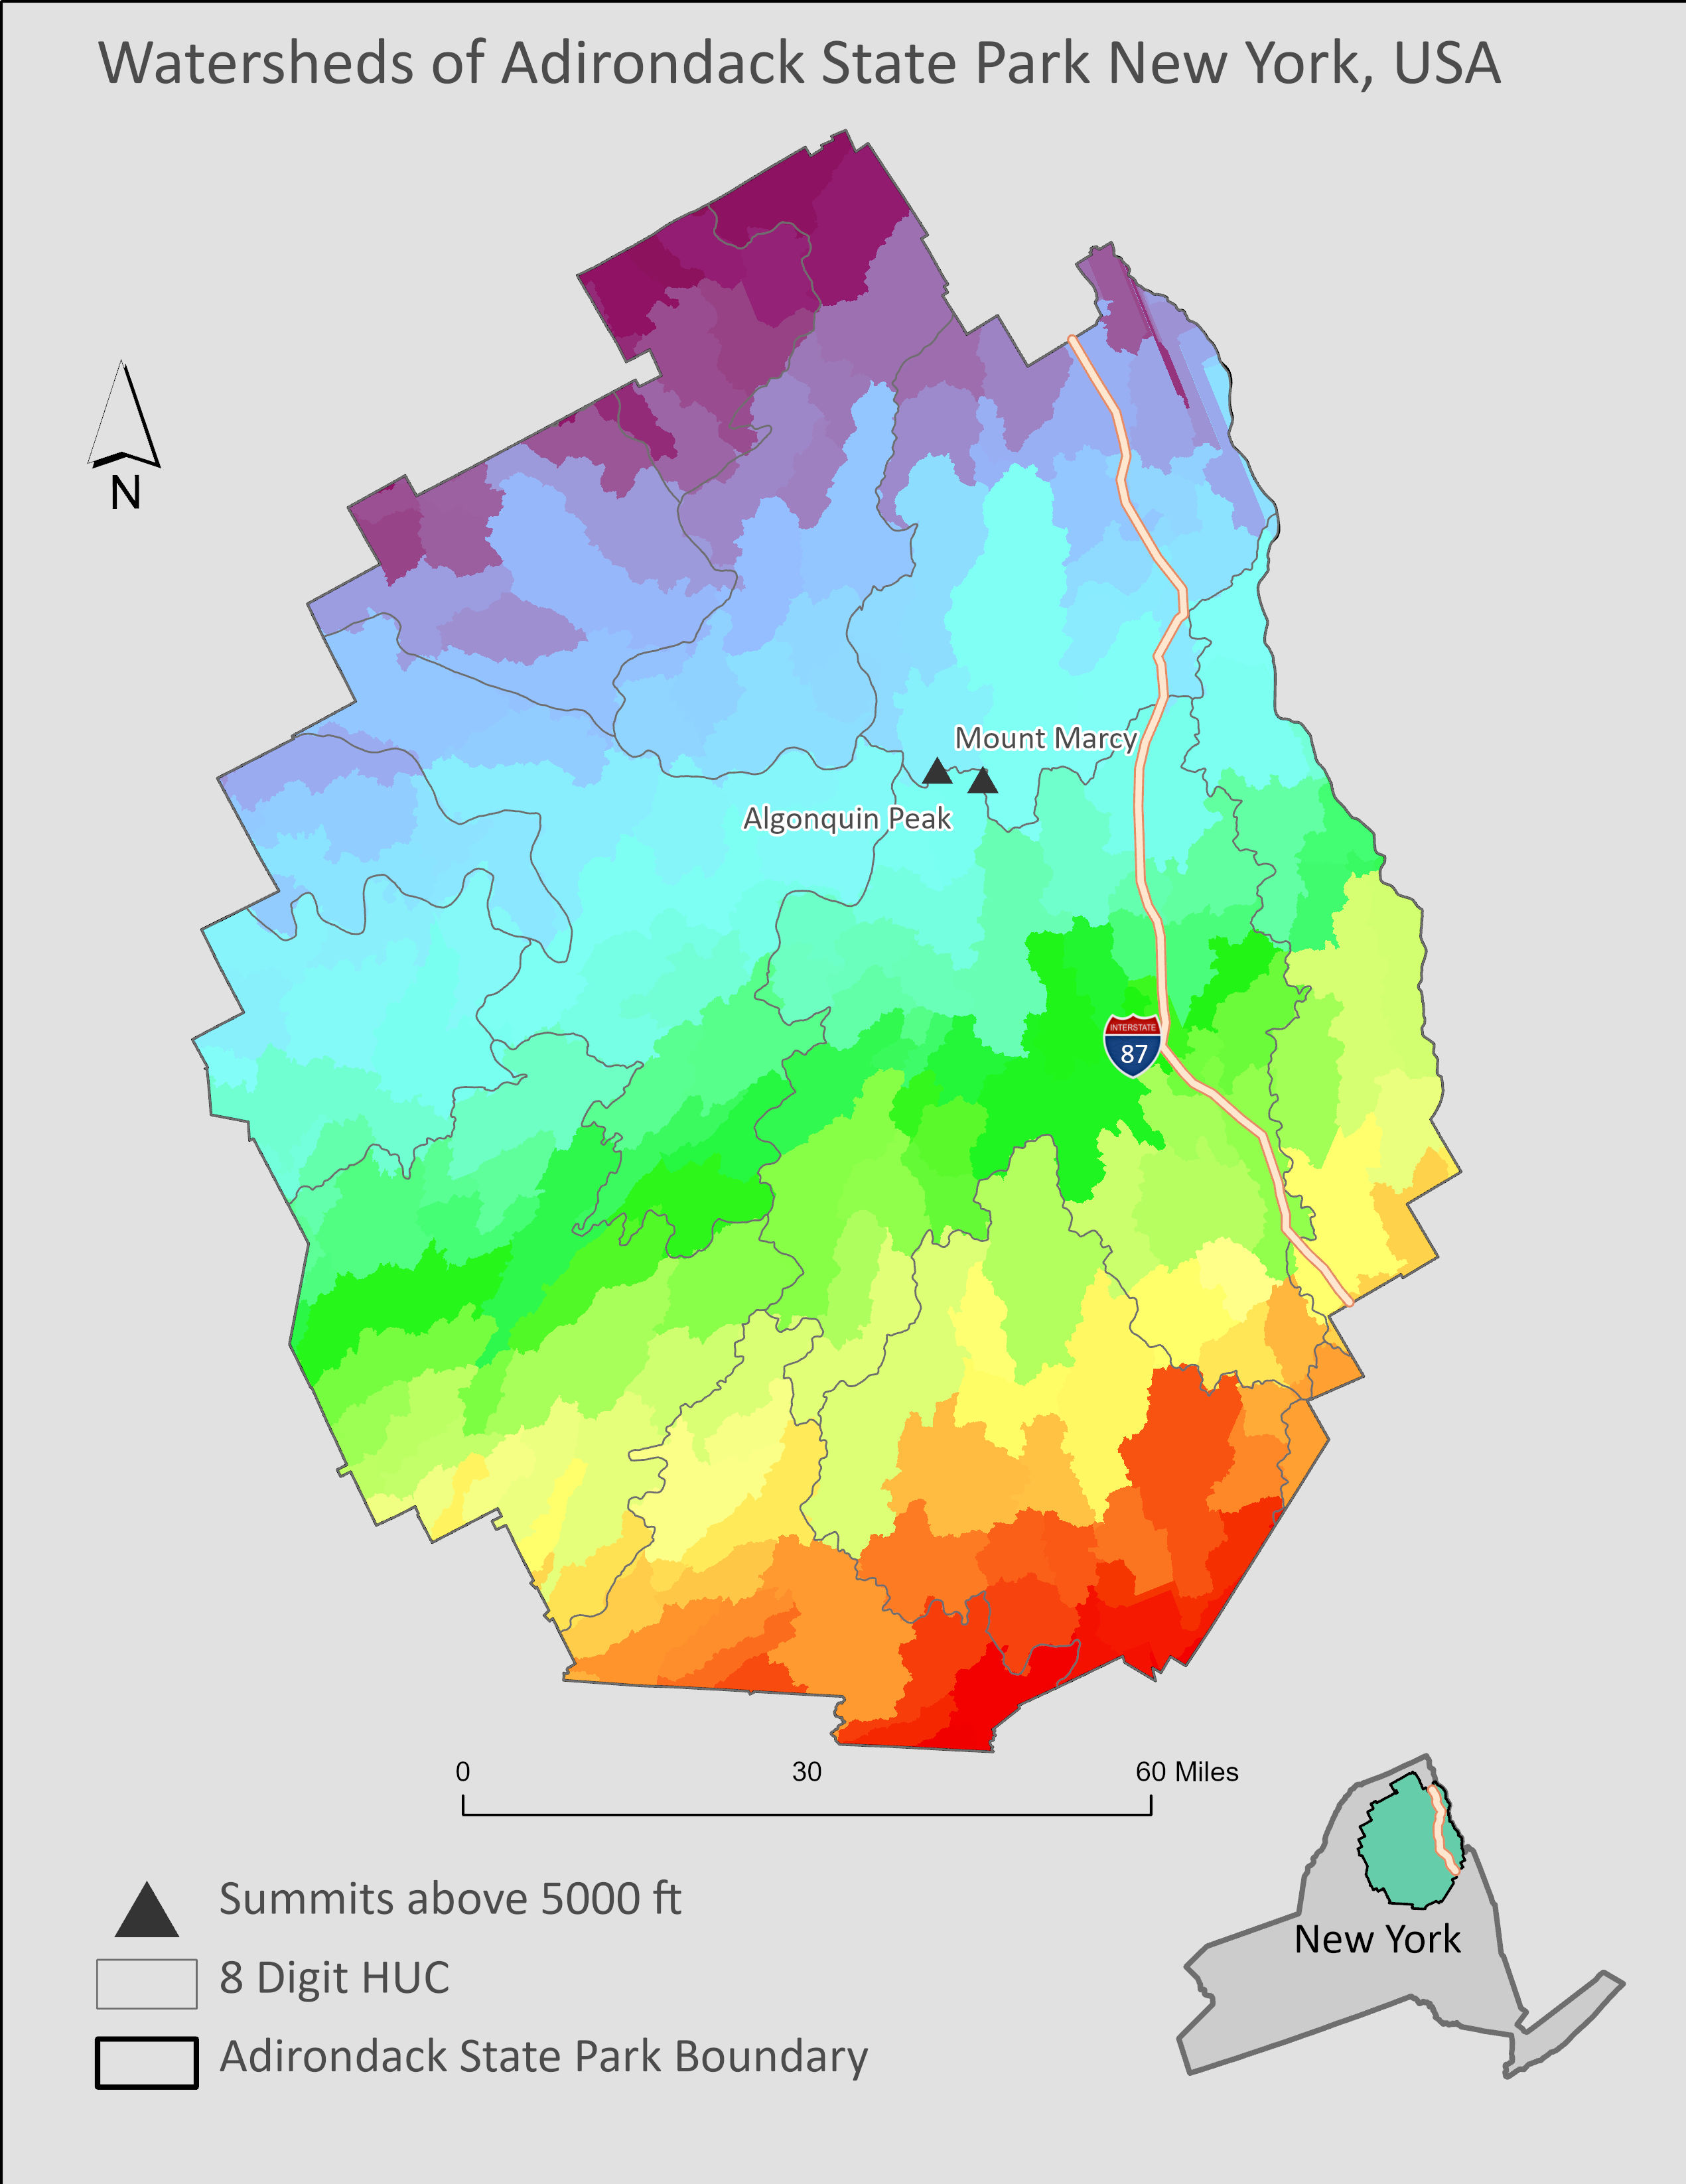 Watersheds of Adirondack State Park New York, USA
N
Mount Marcy
Algonquin Peak
INTERSTATE
87
0 30 60 Miles
Summits above 5000 ft
8 Digit HUC
Adirondack State Park Boundary
New York